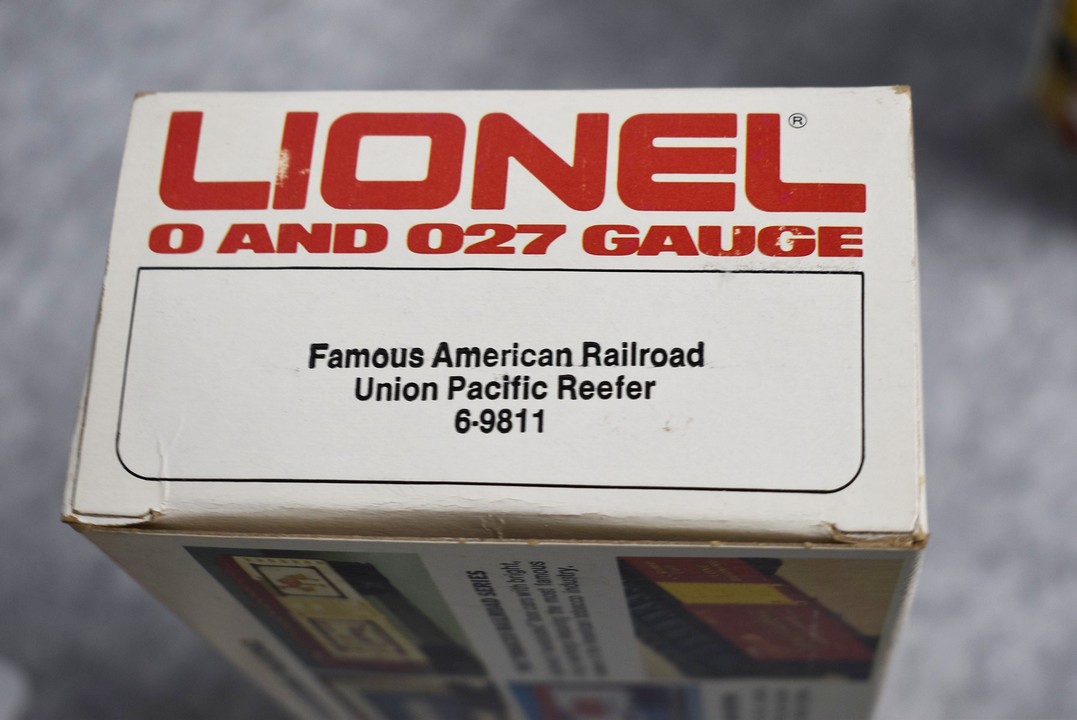 LIONEL®
O AND O27 GAUGE
Famous American Railroad
Union Pacific Reefer
6-9811